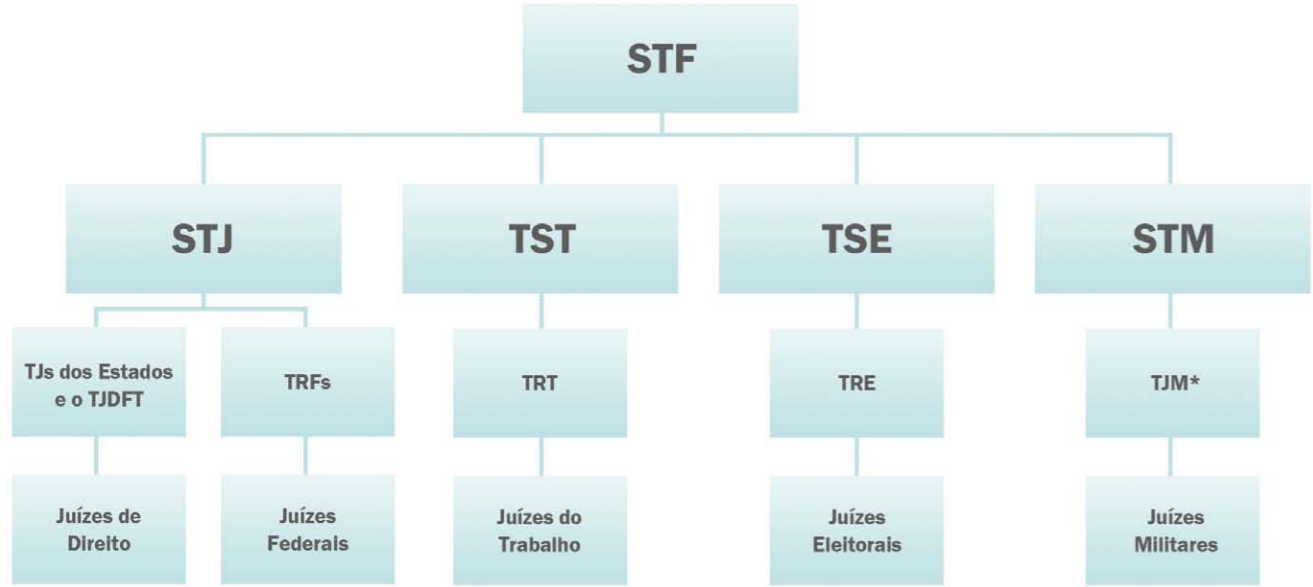 STF
STJ
TST
TSE
STM
TJs dos Estados
e o TJDFT
TRFs
TRT
TRE
TJM*
Juízes de
Direito
Juízes
Federais
Juízes do
Trabalho
Juízes
Eleitorais
Juízes
Militares